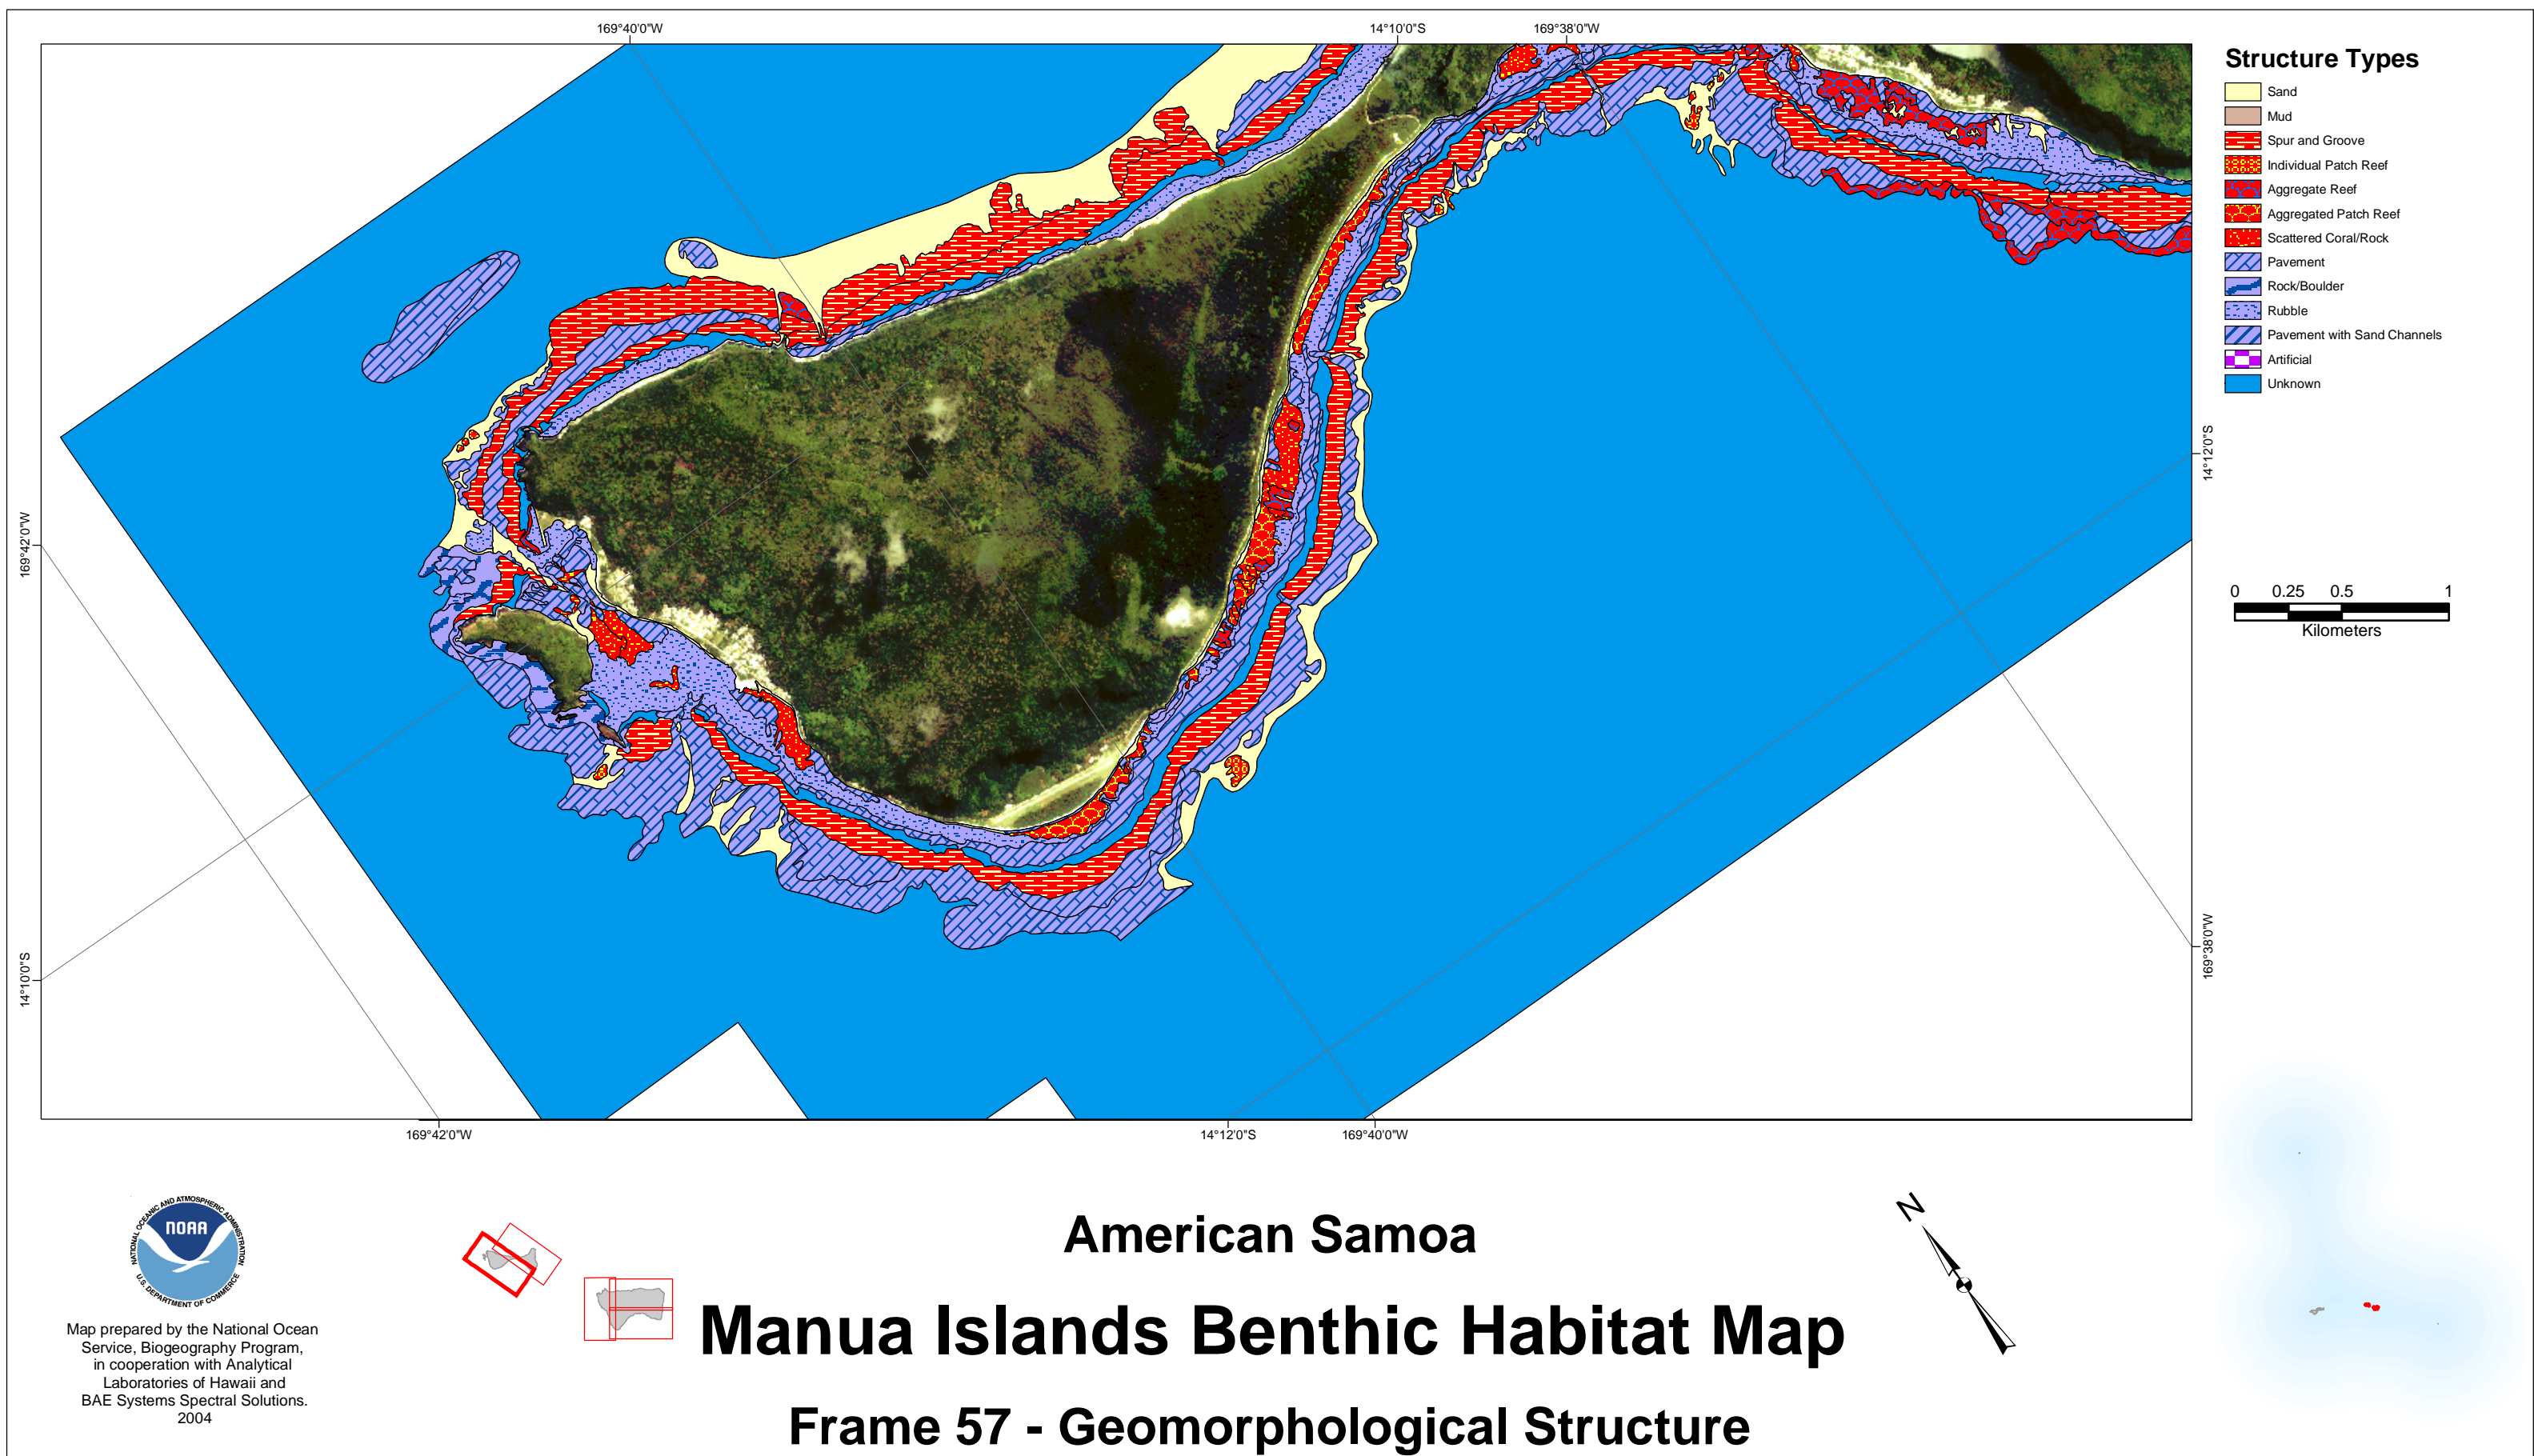 169°40'0"W
14°10'0"S
169°38'0"W
Structure Types
Sand
Mud
Spur and Groove
Individual Patch Reef
Aggregate Reef
Aggregated Patch Reef
Scattered Coral/Rock
Pavement
Rock/Boulder
Rubble
Pavement with Sand Channels
Artificial
Unknown
14°12'0"S
169°42'0"W
0 0.25 0.5 1
Kilometers
14°10'0"S
169°38'0"W
169°42'0"W
14°12'0"S
169°40'0"W
NATIONAL OCEANIC AND ATMOSPHERIC ADMINISTRATION
NOAA
U.S. DEPARTMENT OF COMMERCE
Map prepared by the National Ocean
Service, Biogeography Program,
in cooperation with Analytical
Laboratories of Hawaii and
BAE Systems Spectral Solutions.
2004
American Samoa
Manua Islands Benthic Habitat Map
Frame 57 - Geomorphological Structure
N